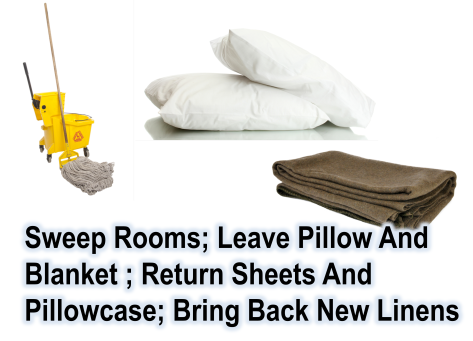 Sweep Rooms; Leave Pillow And
Blanket ; Return Sheets And
Pillowcase; Bring Back New Linens